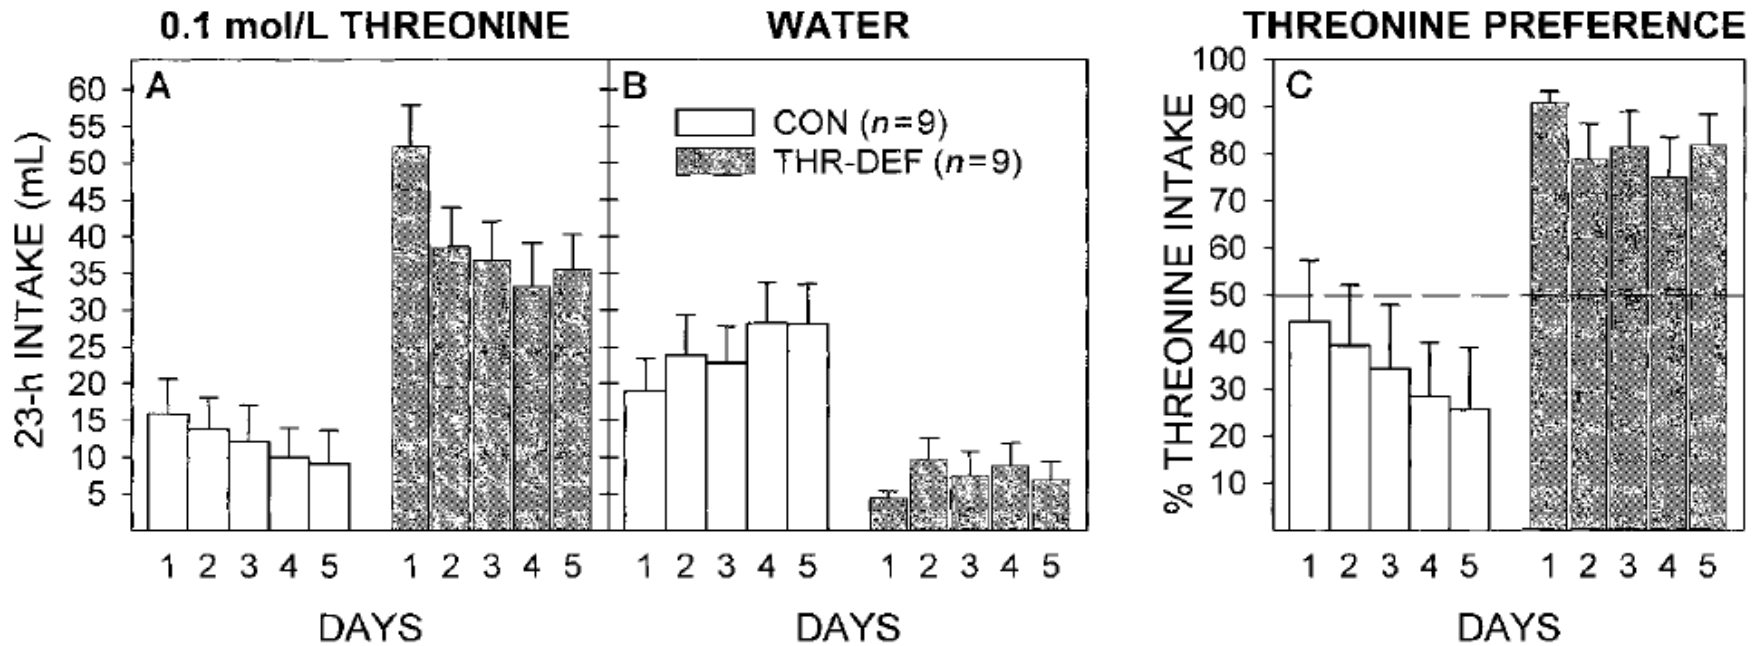 0.1 mol/L THREONINE
WATER
THREONINE PREFERENCE
A
B
C
23-h INTAKE (mL)
60
55
50
45
40
35
30
25
20
15
10
5
CON (n=9)
THR-DEF (n=9)
% THREONINE INTAKE
100
90
80
70
60
50
40
30
20
10
1 2 3 4 5 1 2 3 4 5
1 2 3 4 5 1 2 3 4 5
1 2 3 4 5 1 2 3 4 5
DAYS
DAYS
DAYS